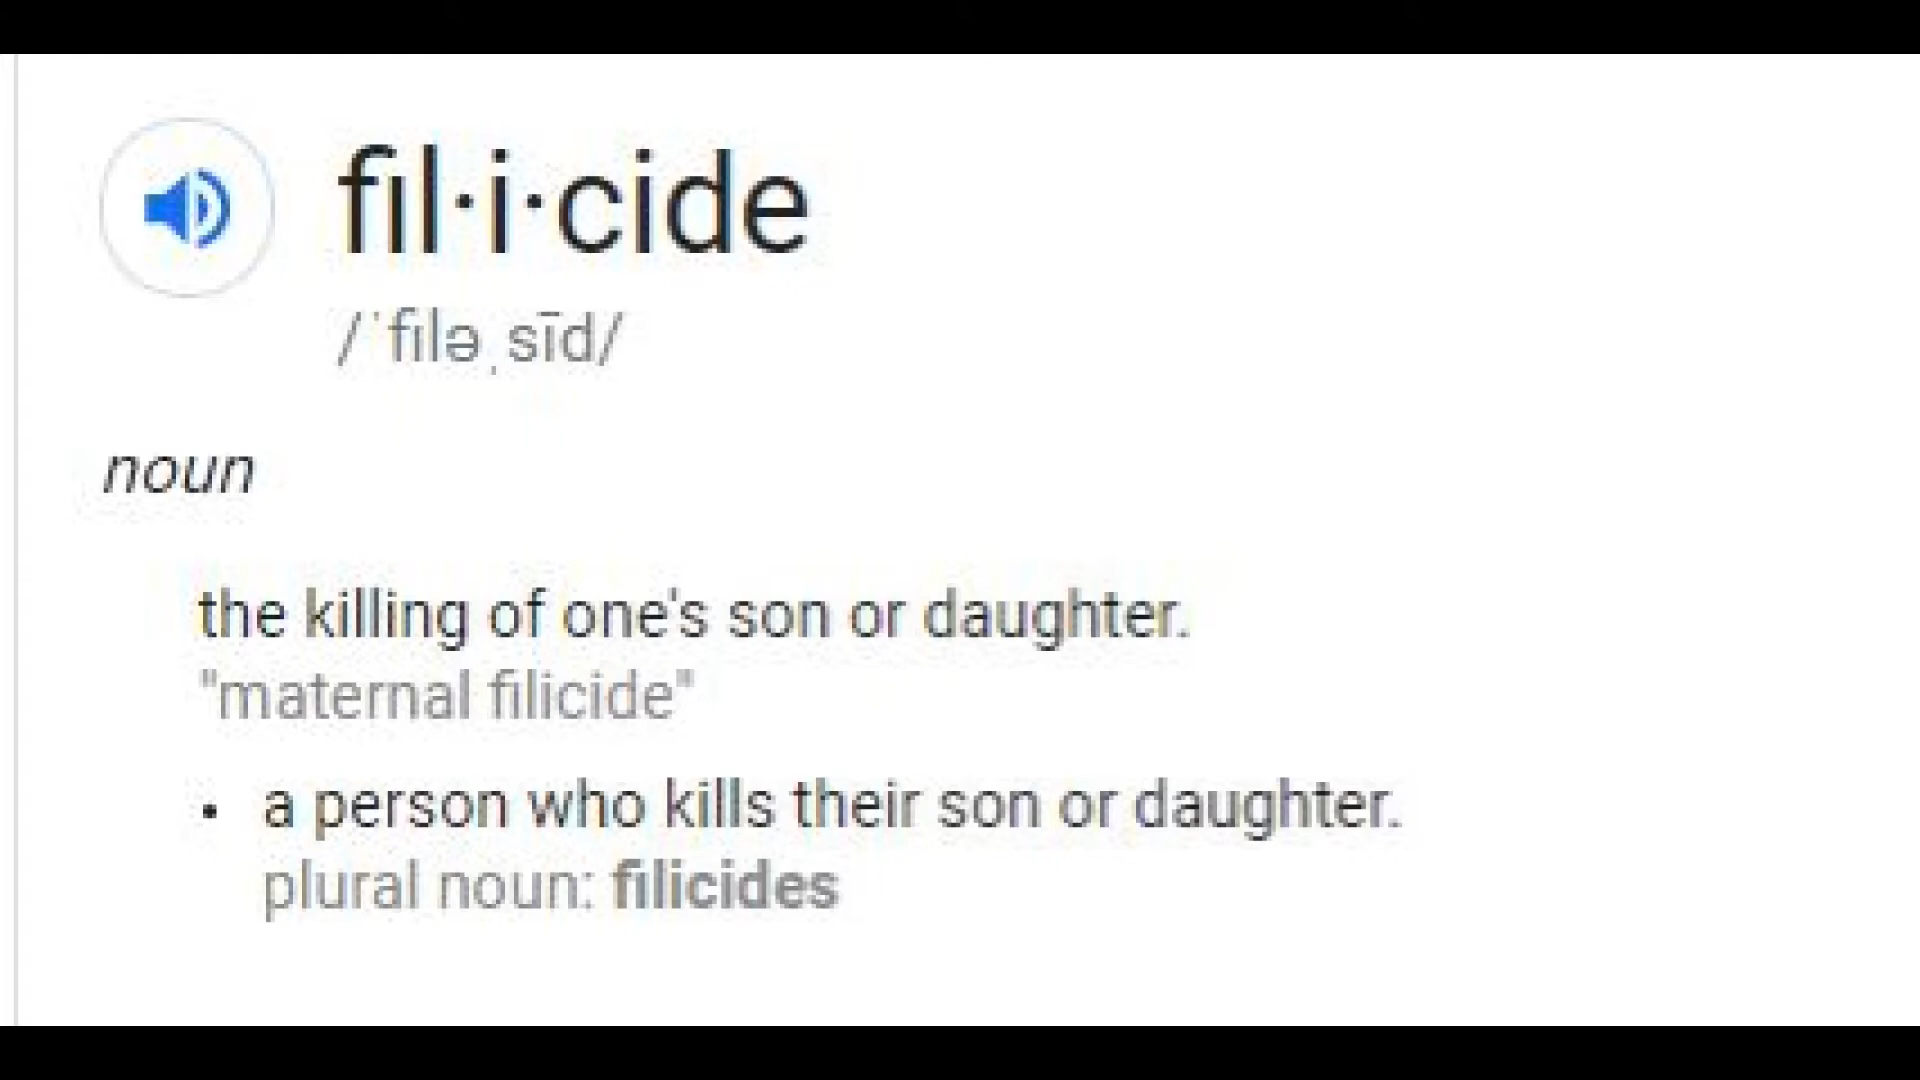 fil·i·cide
/ˈfiləˌsīd/
noun
the killing of one's son or daughter.
"maternal filicide"
• a person who kills their son or daughter.
plural noun: filicides